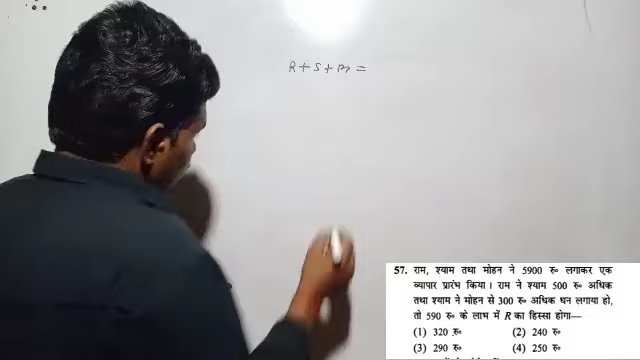 R + S + M =
57. राम, श्याम तथा मोहन ने 5900 रु० लगाकर एक
व्यापार प्रारंभ किया। राम ने श्याम 500 रु० अधिक
तथा श्याम ने मोहन से 300 रु० अधिक धन लगाया हो,
तो 590 रु० के लाभ में R का हिस्सा होगा—
(1) 320 रु० (2) 240 रु०
(3) 290 रु० (4) 250 रु०